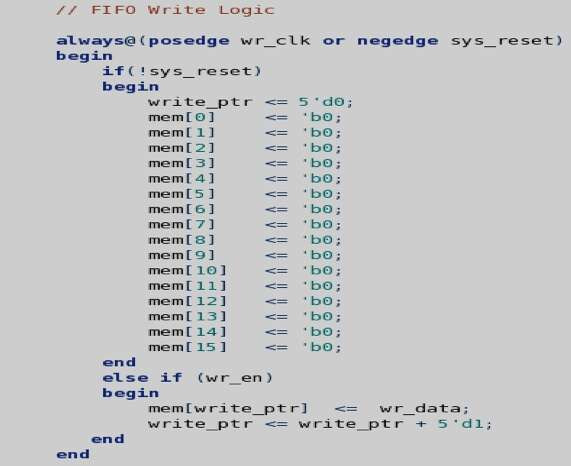 // FIFO Write Logic
always@(posedge wr_clk or negedge sys_reset)
begin
if(!sys_reset)
begin
write_ptr <= 5'd0;
mem[0] <= 'b0;
mem[1] <= 'b0;
mem[2] <= 'b0;
mem[3] <= 'b0;
mem[4] <= 'b0;
mem[5] <= 'b0;
mem[6] <= 'b0;
mem[7] <= 'b0;
mem[8] <= 'b0;
mem[9] <= 'b0;
mem[10] <= 'b0;
mem[11] <= 'b0;
mem[12] <= 'b0;
mem[13] <= 'b0;
mem[14] <= 'b0;
mem[15] <= 'b0;
end
else if (wr_en)
begin
mem[write_ptr] <= wr_data;
write_ptr <= write_ptr + 5'd1;
end
end